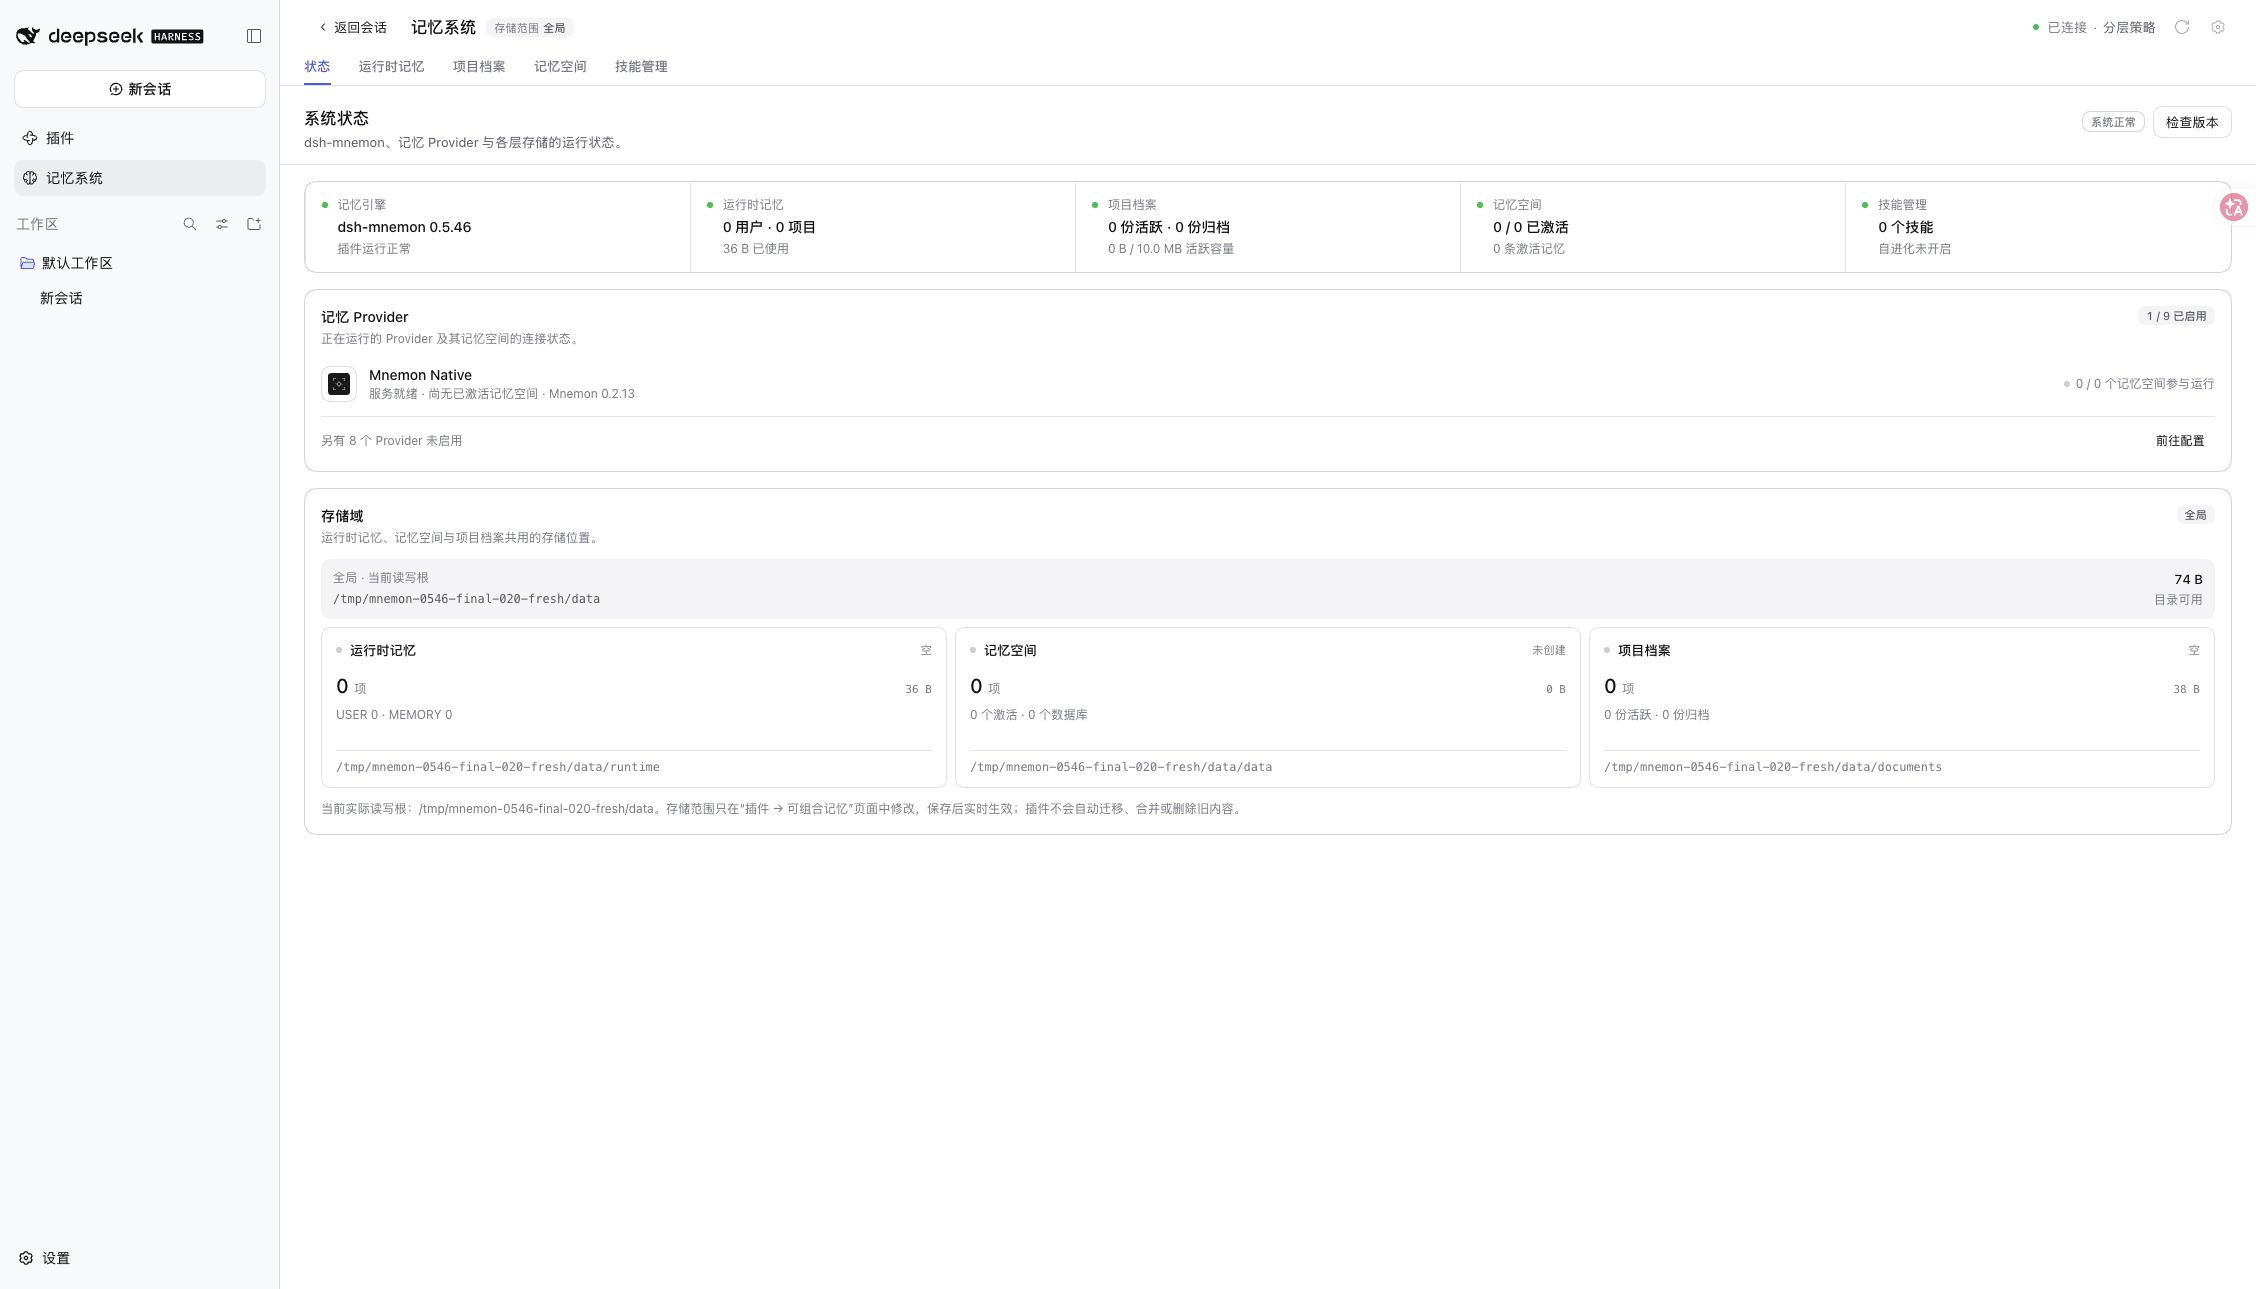 deepseek HARNESS
新会话
插件
记忆系统
工作区
默认工作区
新会话
设置
返回会话
记忆系统
存储范围 全局
已连接 · 分层策略
状态
运行时记忆
项目档案
记忆空间
技能管理
系统状态
dsh-mnemon、记忆 Provider 与各层存储的运行状态。
系统正常
检查版本
记忆引擎
dsh-mnemon 0.5.46
插件运行正常
运行时记忆
0 用户 · 0 项目
36 B 已使用
项目档案
0 份活跃 · 0 份归档
0 B / 10.0 MB 活跃容量
记忆空间
0 / 0 已激活
0 条激活记忆
技能管理
0 个技能
自进化未开启
记忆 Provider
1 / 9 已启用
正在运行的 Provider 及其记忆空间的连接状态。
Mnemon Native
服务就绪 · 尚无已激活记忆空间 · Mnemon 0.2.13
0 / 0 个记忆空间参与运行
另有 8 个 Provider 未启用
前往配置
存储域
全局
运行时记忆、记忆空间与项目档案共用的存储位置。
全局 · 当前读写根
74 B
/tmp/mnemon-0546-final-020-fresh/data
目录可用
运行时记忆
空
0 项
36 B
USER 0 · MEMORY 0
/tmp/mnemon-0546-final-020-fresh/data/runtime
记忆空间
未创建
0 项
0 B
0 个激活 · 0 个数据库
/tmp/mnemon-0546-final-020-fresh/data/data
项目档案
空
0 项
38 B
0 份活跃 · 0 份归档
/tmp/mnemon-0546-final-020-fresh/data/documents
当前实际读写根：/tmp/mnemon-0546-final-020-fresh/data。存储范围只在“插件 → 可组合记忆”页面中修改，保存后实时生效；插件不会自动迁移、合并或删除旧内容。